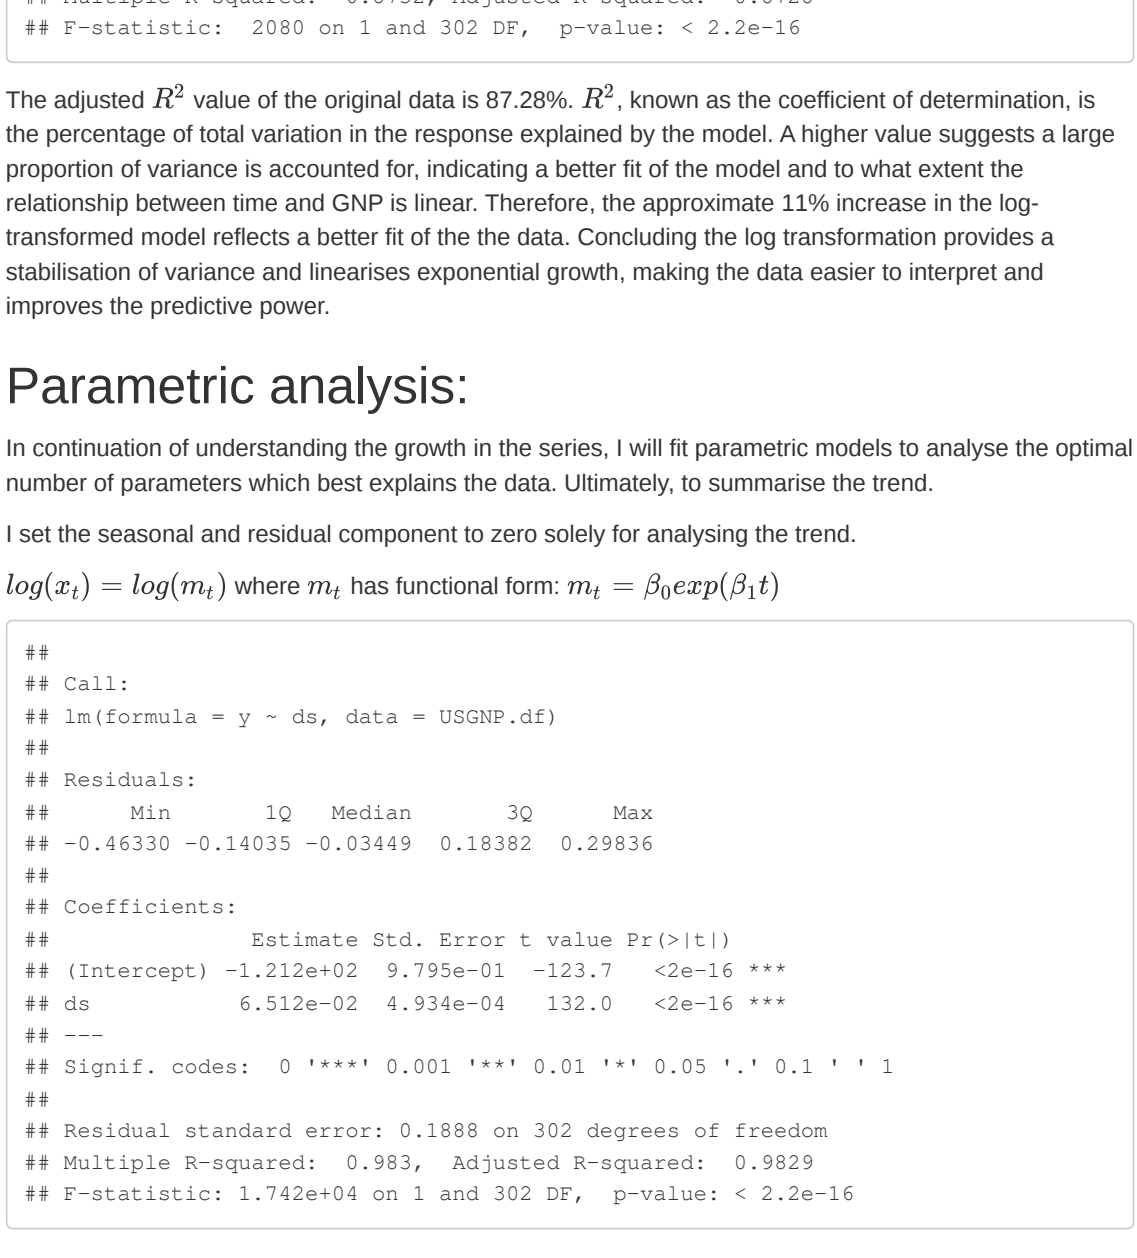 ## F-statistic:  2080 on 1 and 302 DF,  p-value: < 2.2e-16
The adjusted R² value of the original data is 87.28%. R², known as the coefficient of determination, is
the percentage of total variation in the response explained by the model. A higher value suggests a large
proportion of variance is accounted for, indicating a better fit of the model and to what extent the
relationship between time and GNP is linear. Therefore, the approximate 11% increase in the log-
transformed model reflects a better fit of the the data. Concluding the log transformation provides a
stabilisation of variance and linearises exponential growth, making the data easier to interpret and
improves the predictive power.
Parametric analysis:
In continuation of understanding the growth in the series, I will fit parametric models to analyse the optimal
number of parameters which best explains the data. Ultimately, to summarise the trend.
I set the seasonal and residual component to zero solely for analysing the trend.
log(xₜ) = log(mₜ) where mₜ has functional form: mₜ = β₀exp(β₁t)
##
## Call:
## lm(formula = y ~ ds, data = USGNP.df)
##
## Residuals:
##      Min       1Q   Median       3Q      Max
## -0.46330 -0.14035 -0.03449  0.18382  0.29836
##
## Coefficients:
##               Estimate Std. Error t value Pr(>|t|)
## (Intercept) -1.212e+02  9.795e-01  -123.7   <2e-16 ***
## ds           6.512e-02  4.934e-04   132.0   <2e-16 ***
## ---
## Signif. codes:  0 '***' 0.001 '**' 0.01 '*' 0.05 '.' 0.1 ' ' 1
##
## Residual standard error: 0.1888 on 302 degrees of freedom
## Multiple R-squared:  0.983,  Adjusted R-squared:  0.9829
## F-statistic: 1.742e+04 on 1 and 302 DF,  p-value: < 2.2e-16